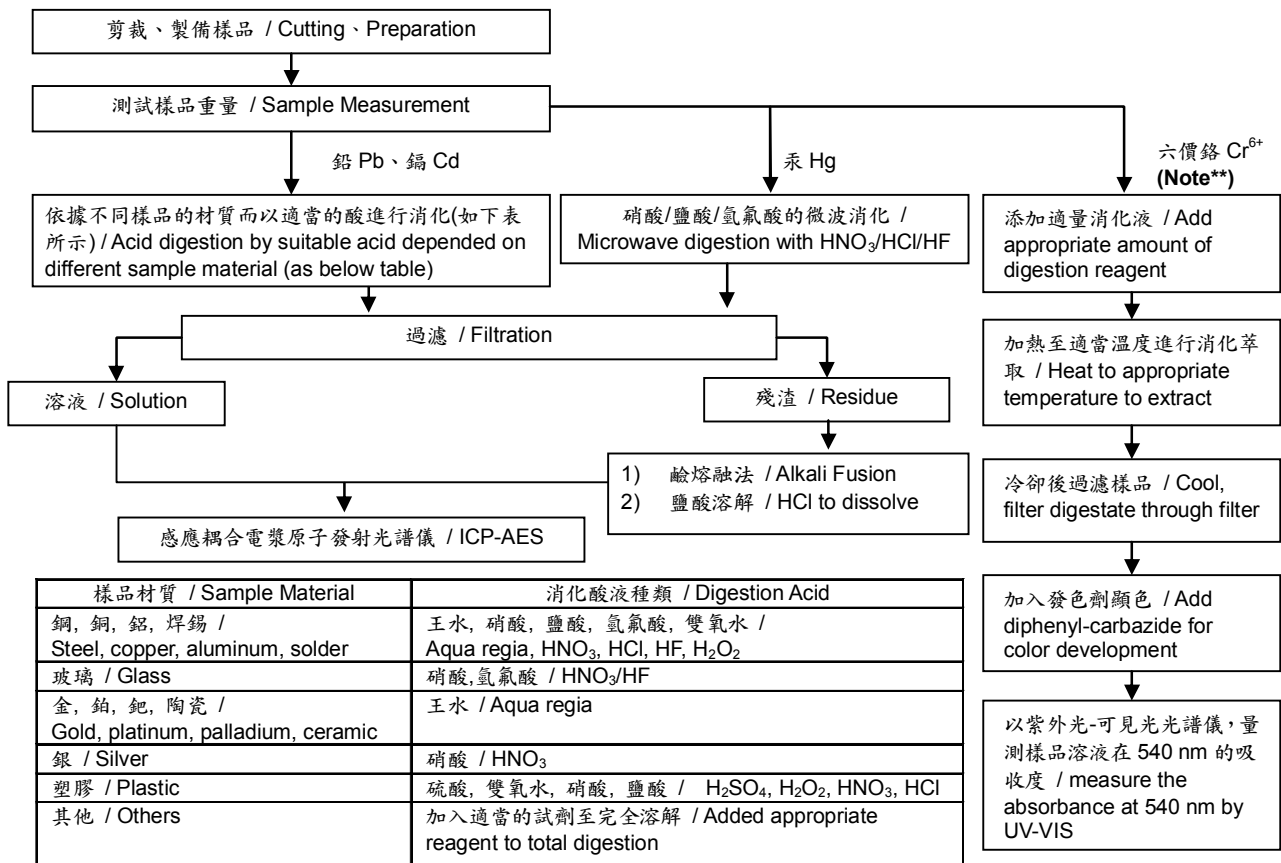 剪裁、製備樣品 / Cutting、Preparation
測試樣品重量 / Sample Measurement
鉛 Pb、鎘 Cd
汞 Hg
六價鉻 Cr⁶⁺
(Note**)
依據不同樣品的材質而以適當的酸進行消化(如下表
所示) / Acid digestion by suitable acid depended on
different sample material (as below table)
硝酸/鹽酸/氫氟酸的微波消化 /
Microwave digestion with HNO₃/HCl/HF
添加適量消化液 / Add
appropriate amount of
digestion reagent
過濾 / Filtration
加熱至適當溫度進行消化萃
取 / Heat to appropriate
temperature to extract
溶液 / Solution
殘渣 / Residue
1) 鹼熔融法 / Alkali Fusion
2) 鹽酸溶解 / HCl to dissolve
冷卻後過濾樣品 / Cool,
filter digestate through filter
感應耦合電漿原子發射光譜儀 / ICP-AES
加入發色劑顯色 / Add
diphenyl-carbazide for
color development
以紫外光-可見光光譜儀，量
測樣品溶液在 540 nm 的吸
收度 / measure the
absorbance at 540 nm by
UV-VIS
樣品材質 / Sample Material 消化酸液種類 / Digestion Acid
鋼, 銅, 鋁, 焊錫 / 王水, 硝酸, 鹽酸, 氫氟酸, 雙氧水 /
Steel, copper, aluminum, solder Aqua regia, HNO₃, HCl, HF, H₂O₂
玻璃 / Glass 硝酸,氫氟酸 / HNO₃/HF
金, 鉑, 鈀, 陶瓷 / 王水 / Aqua regia
Gold, platinum, palladium, ceramic
銀 / Silver 硝酸 / HNO₃
塑膠 / Plastic 硫酸, 雙氧水, 硝酸, 鹽酸 / H₂SO₄, H₂O₂, HNO₃, HCl
其他 / Others 加入適當的試劑至完全溶解 / Added appropriate
reagent to total digestion